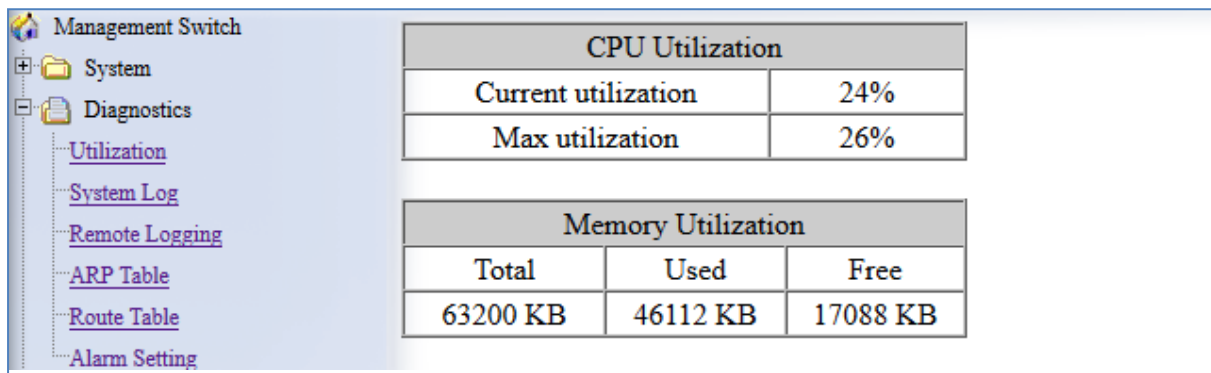 Management Switch
System
Diagnostics
Utilization
System Log
Remote Logging
ARP Table
Route Table
Alarm Setting
CPU Utilization
Current utilization 24%
Max utilization 26%
Memory Utilization
Total Used Free
63200 KB 46112 KB 17088 KB